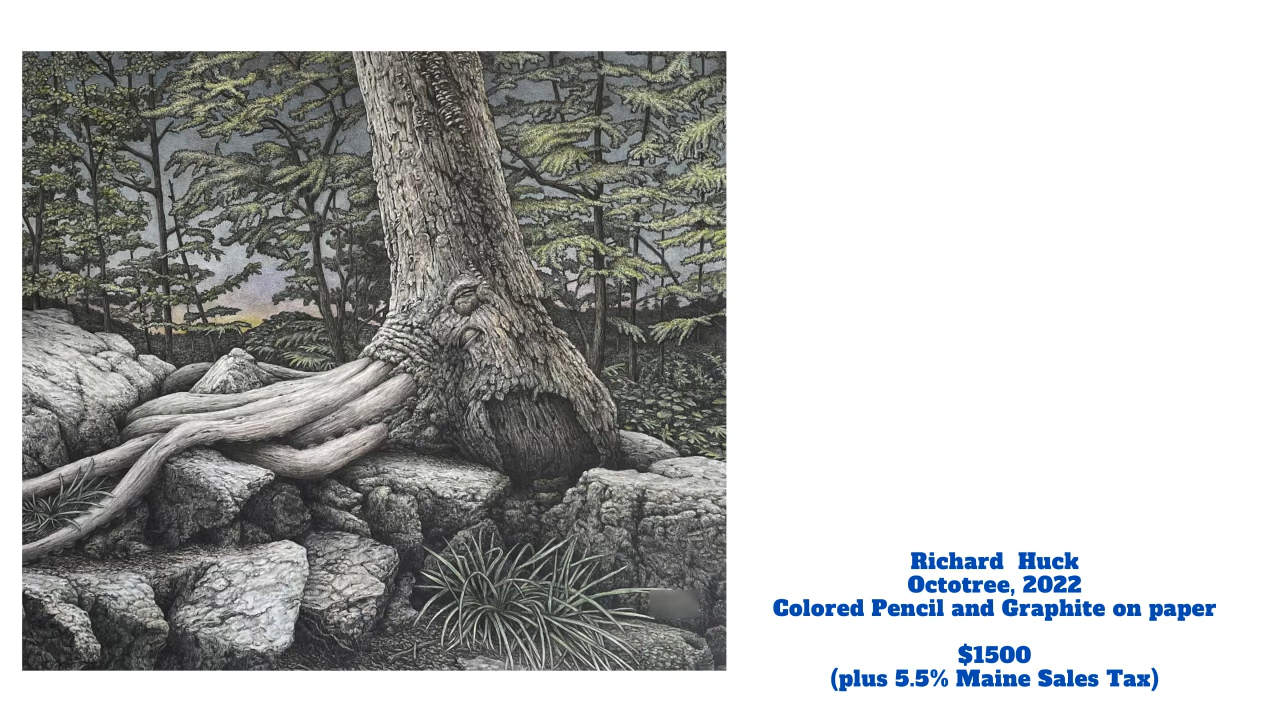 Richard Huck
Octotree, 2022
Colored Pencil and Graphite on paper
$1500
(plus 5.5% Maine Sales Tax)